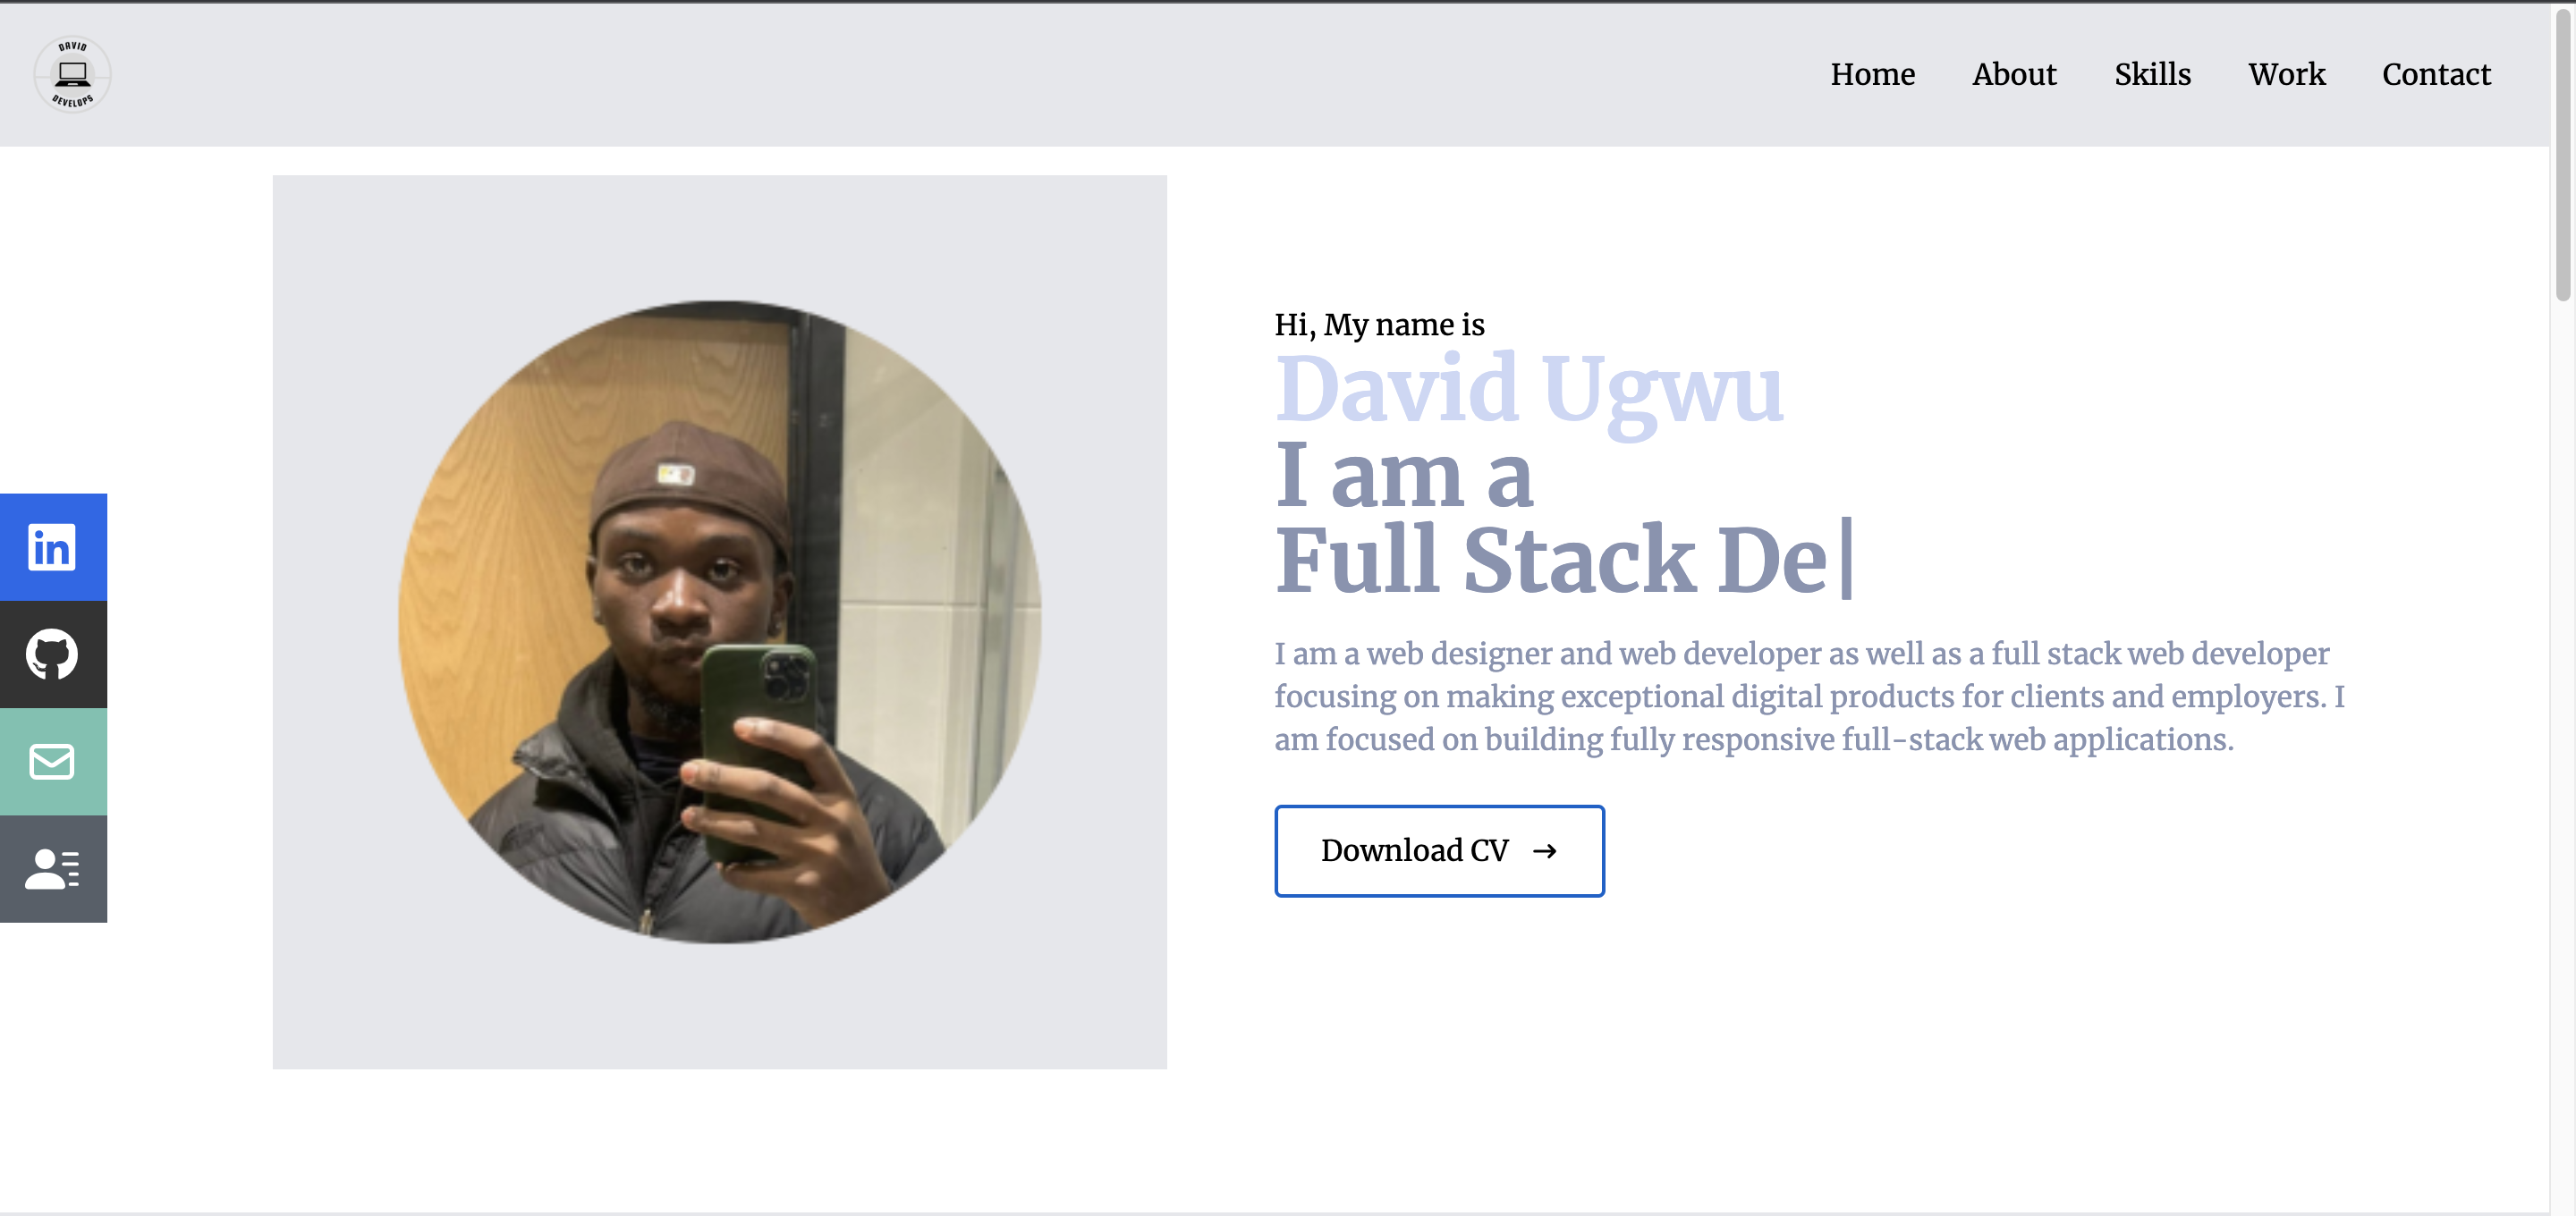 DAVID
DEVELOPS
Home About Skills Work Contact
Hi, My name is
David Ugwu
I am a
Full Stack De|
I am a web designer and web developer as well as a full stack web developer
focusing on making exceptional digital products for clients and employers. I
am focused on building fully responsive full-stack web applications.
in
Download CV →